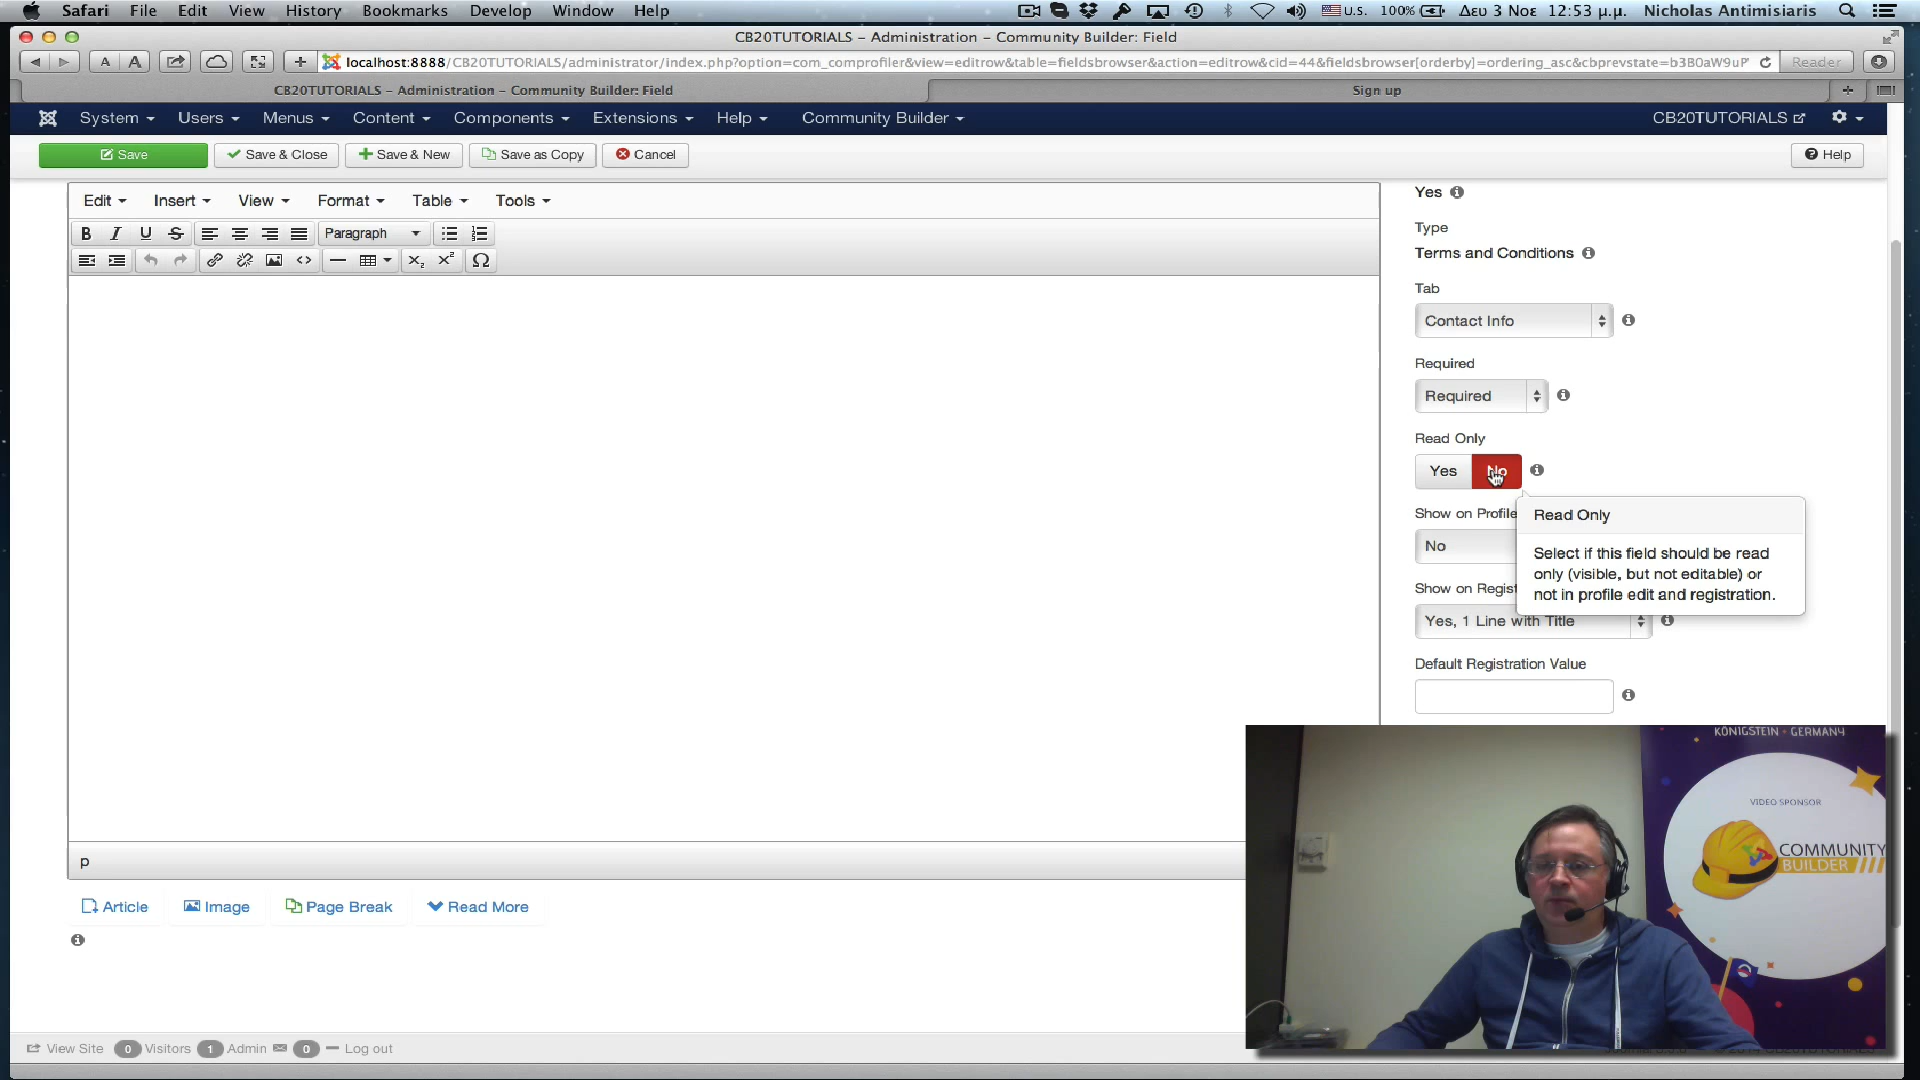 Safari File Edit View History Bookmarks Develop Window Help
U.S. 100% Δευ 3 Νοε 12:53 μ.μ. Nicholas Antimisiaris
CB20TUTORIALS – Administration – Community Builder: Field
A A + localhost:8888/CB20TUTORIALS/administrator/index.php?option=com_comprofiler&view=editrow&table=fieldsbrowser&action=editrow&cid=44&fieldsbrowser[orderby]=ordering_asc&cbprevstate=b3B0aW9uP Reader
CB20TUTORIALS – Administration – Community Builder: Field
Sign up
System Users Menus Content Components Extensions Help Community Builder CB20TUTORIALS
Save Save & Close Save & New Save as Copy Cancel Help
Edit Insert View Format Table Tools
B I U S Paragraph
p
Article Image Page Break Read More
Yes
Type
Terms and Conditions
Tab
Contact Info
Required
Required
Read Only
Yes No
Show on Profile
No
Read Only
Select if this field should be read
only (visible, but not editable) or
not in profile edit and registration.
Show on Regist
Yes, 1 Line with Title
Default Registration Value
KÖNIGSTEIN • GERMANY
VIDEO SPONSOR
COMMUNITY
BUILDER
View Site 0 Visitors 1 Admin 0 Log out